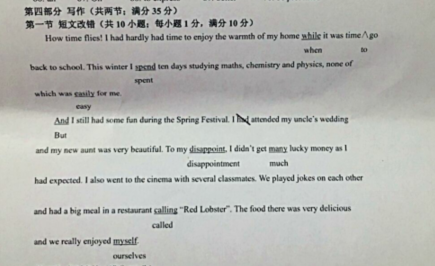 第四部分 写作（共两节；满分 35 分）
第一节 短文改错（共 10 小题；每小题 1 分，满分 10 分）
How time flies! I had hardly had time to enjoy the warmth of my home while it was time∧go
when to
back to school. This winter I spend ten days studying maths, chemistry and physics, none of
spent
which was easily for me.
easy
And I still had some fun during the Spring Festival. I had attended my uncle's wedding
But
and my new aunt was very beautiful. To my disappoint, I didn't get many lucky money as I
disappointment much
had expected. I also went to the cinema with several classmates. We played jokes on each other
and had a big meal in a restaurant calling "Red Lobster". The food there was very delicious
called
and we really enjoyed myself.
ourselves